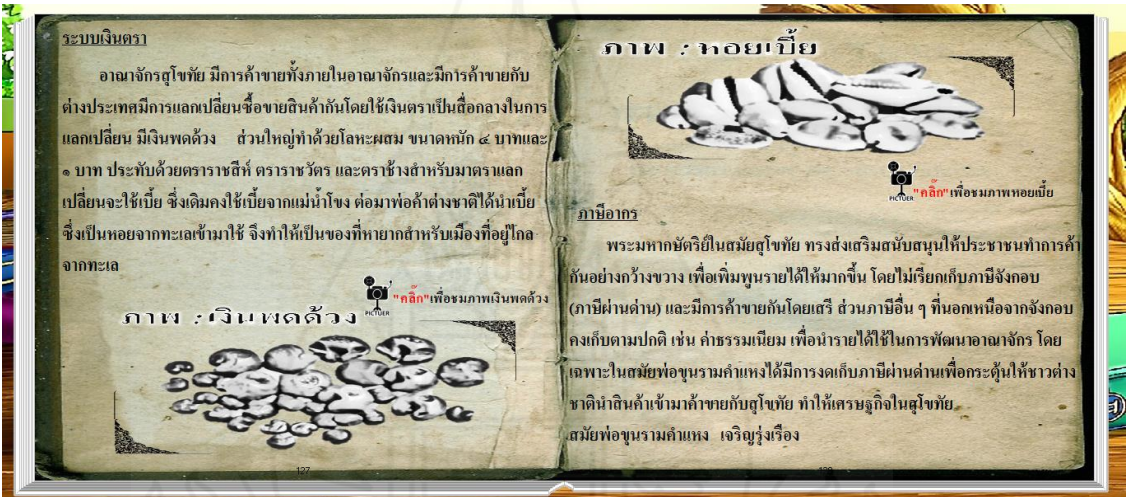 ระบบเงินตรา
อาณาจักรสุโขทัย มีการค้าขายทั้งภายในอาณาจักรและมีการค้าขายกับ
ต่างประเทศมีการแลกเปลี่ยนซื้อขายสินค้ากันโดยใช้เงินตราเป็นสื่อกลางในการ
แลกเปลี่ยน มีเงินพดด้วง ส่วนใหญ่ทำด้วยโลหะผสม ขนาดหนัก ๔ บาทและ
๑ บาท ประทับด้วยตราราชสีห์ ตราราชวัตร และตราช้างสำหรับมาตราแลก
เปลี่ยนจะใช้เบี้ย ซึ่งเดิมคงใช้เบี้ยจากแม่น้ำโขง ต่อมาพ่อค้าต่างชาติได้นำเบี้ย
ซึ่งเป็นหอยจากทะเลเข้ามาใช้ จึงทำให้เป็นของที่หายากสำหรับเมืองที่อยู่ไกล
จากทะเล
PICTUER "คลิ๊ก"เพื่อชมภาพเงินพดด้วง
ภาพ : เงินพดด้วง
127
ภาพ : หอยเบี้ย
PICTUER "คลิ๊ก"เพื่อชมภาพหอยเบี้ย
ภาษีอากร
พระมหากษัตริย์ในสมัยสุโขทัย ทรงส่งเสริมสนับสนุนให้ประชาชนทำการค้า
กันอย่างกว้างขวาง เพื่อเพิ่มพูนรายได้ให้มากขึ้น โดยไม่เรียกเก็บภาษีจังกอบ
(ภาษีผ่านด่าน) และมีการค้าขายกันโดยเสรี ส่วนภาษีอื่น ๆ ที่นอกเหนือจากจังกอบ
คงเก็บตามปกติ เช่น ค่าธรรมเนียม เพื่อนำรายได้ใช้ในการพัฒนาอาณาจักร โดย
เฉพาะในสมัยพ่อขุนรามคำแหงได้มีการงดเก็บภาษีผ่านด่านเพื่อกระตุ้นให้ชาวต่าง
ชาตินำสินค้าเข้ามาค้าขายกับสุโขทัย ทำให้เศรษฐกิจในสุโขทัย
สมัยพ่อขุนรามคำแหง เจริญรุ่งเรือง